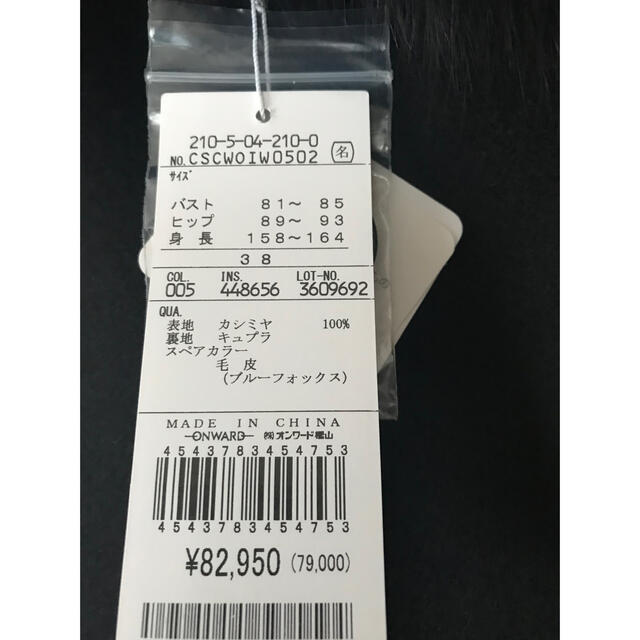 210-5-04-210-0
NO.CSCWOIW0502 名
サイズ
バスト 81～ 85
ヒップ 89～ 93
身 長 158～164
38
COL. INS. LOT-NO.
005 448656 3609692
QUA.
表地 カシミヤ 100%
裏地 キュプラ
スペアカラー
毛 皮
(ブルーフォックス)
MADE IN CHINA
ONWARD ㈱オンワード樫山
4543783454753
4543783454753
¥82,950 (79,000)